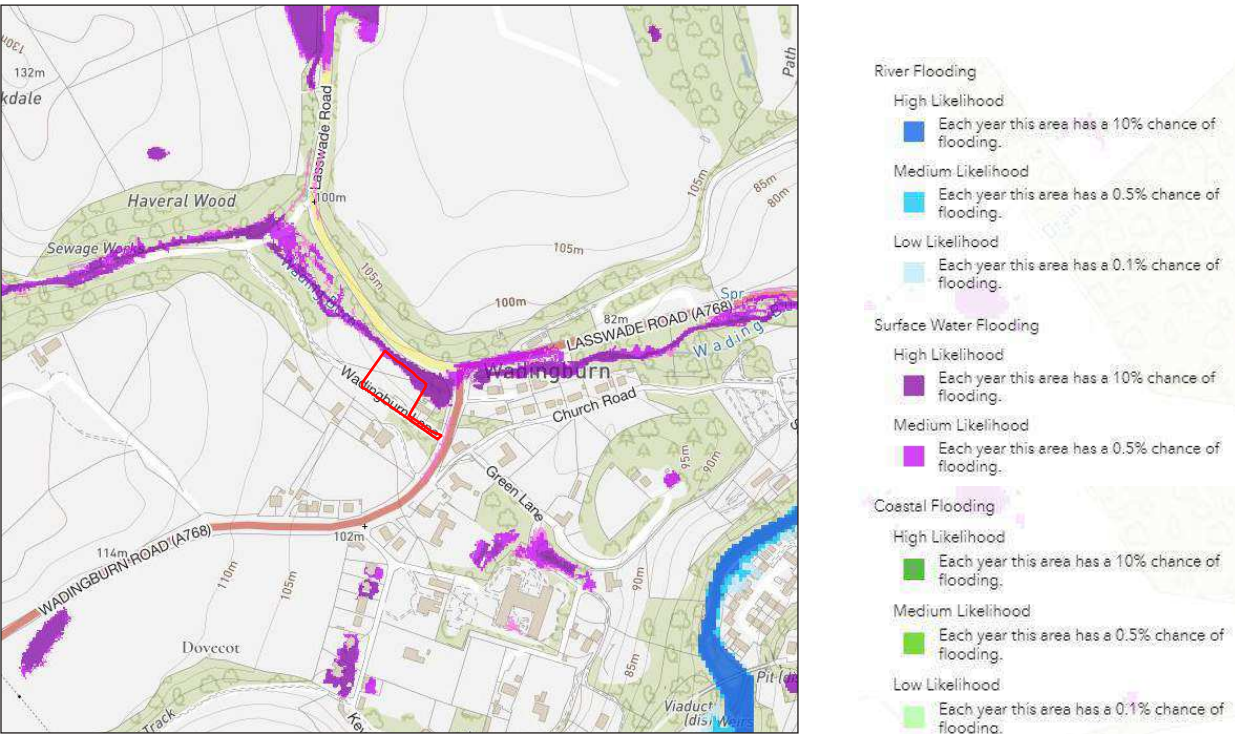 130m
132m
kdale
Path
Lasswade Road
Haveral Wood
100m
105m
85m
80m
Sewage Works
105m
105m
100m
Spr
82m
LASSWADE ROAD (A768)
Wadingburn
Wadingburn Lane
Church Road
95m
90m
Green Lane
102m
114m
WADINGBURN ROAD (A768)
110m
105m
90m
Dovecot
85m
Track
Viaduct
River Flooding
High Likelihood
Each year this area has a 10% chance of
flooding.
Medium Likelihood
Each year this area has a 0.5% chance of
flooding.
Low Likelihood
Each year this area has a 0.1% chance of
flooding.
Surface Water Flooding
High Likelihood
Each year this area has a 10% chance of
flooding.
Medium Likelihood
Each year this area has a 0.5% chance of
flooding.
Coastal Flooding
High Likelihood
Each year this area has a 10% chance of
flooding.
Medium Likelihood
Each year this area has a 0.5% chance of
flooding.
Low Likelihood
Each year this area has a 0.1% chance of
flooding.